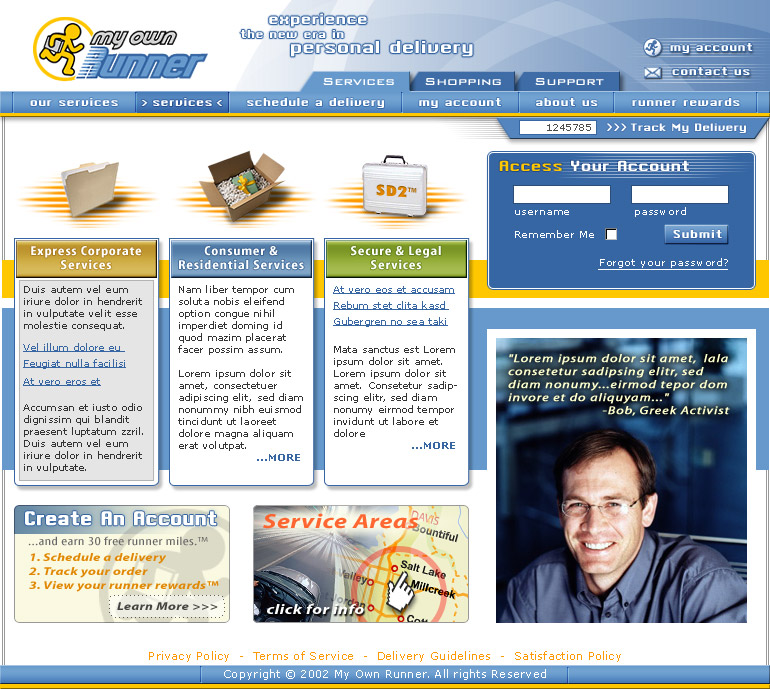 my own
Runner
experience
the new era in
personal delivery
my account
contact us
Services
Shopping
Support
our services
> services <
schedule a delivery
my account
about us
runner rewards
1245785
>>> Track My Delivery
SD2™
Access Your Account
username
password
Remember Me
Submit
Forgot your password?
Express Corporate
Services
Duis autem vel eum
iriure dolor in hendrerit
in vulputate velit esse
molestie consequat.
Vel illum dolore eu
Feugiat nulla facilisi
At vero eros et
Accumsan et iusto odio
dignissim qui blandit
praesent luptatum zzril.
Duis autem vel eum
iriure dolor in hendrerit
in vulputate.
Consumer &
Residential Services
Nam liber tempor cum
soluta nobis eleifend
option congue nihil
imperdiet doming id
quod mazim placerat
facer possim assum.
Lorem ipsum dolor sit
amet, consectetuer
adipiscing elit, sed diam
nonummy nibh euismod
tincidunt ut laoreet
dolore magna aliquam
erat volutpat.
...MORE
Secure & Legal
Services
At vero eos et accusam
Rebum stet clita kasd
Gubergren no sea taki
Mata sanctus est Lorem
ipsum dolor sit amet.
Lorem ipsum dolor sit
amet. Consetetur sadip-
scing elitr, sed diam
nonumy eirmod tempor
invidunt ut labore et
dolore
...MORE
"Lorem ipsum dolor sit amet, lala
consetetur sadipsing elitr, sed
diam nonumy...eirmod tepor dom
invore et do aliquyam..."
-Bob, Greek Activist
Create An Account
...and earn 30 free runner miles.™
1. Schedule a delivery
2. Track your order
3. View your runner rewards™
Learn More >>>
Service Areas
DAVIS
Bountiful
Salt Lake
Valley
Millcreek
Jordan
Cott
click for info
Privacy Policy - Terms of Service - Delivery Guidelines - Satisfaction Policy
Copyright © 2002 My Own Runner. All rights Reserved